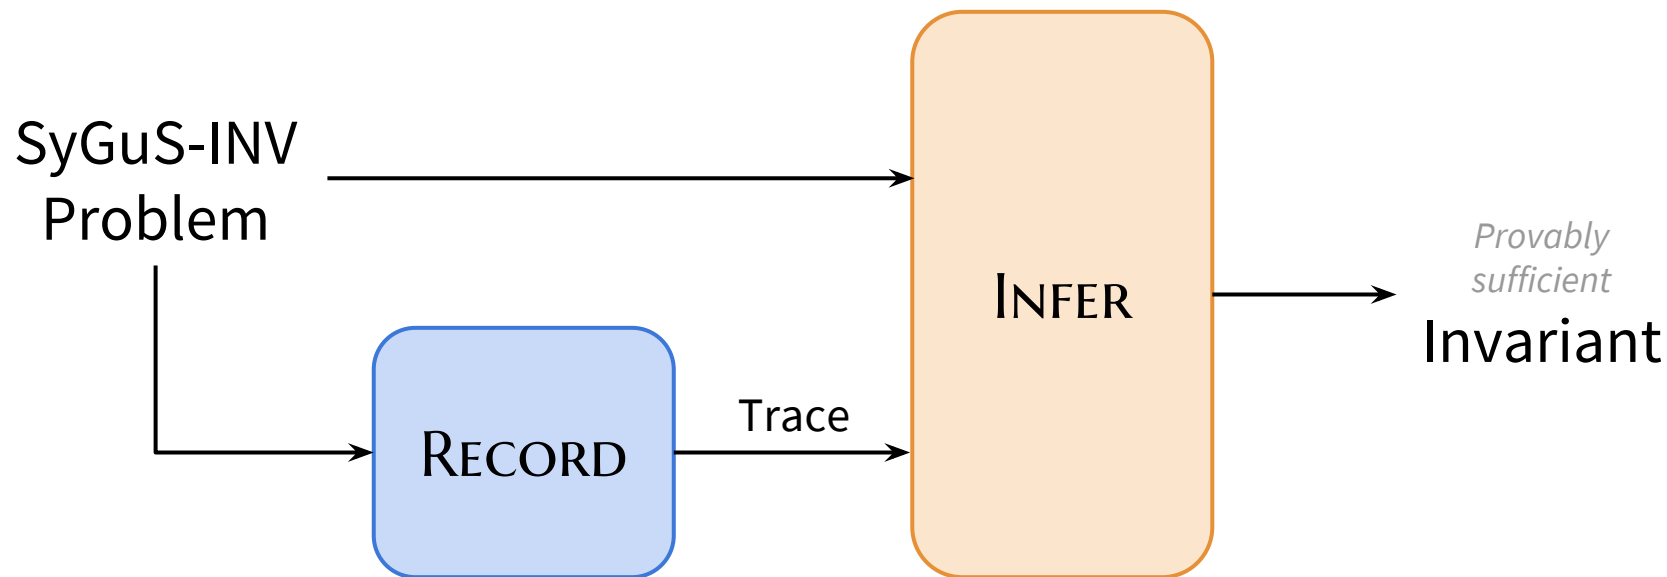 SyGuS-INV
Problem
RECORD
Trace
INFER
Provably
sufficient
Invariant